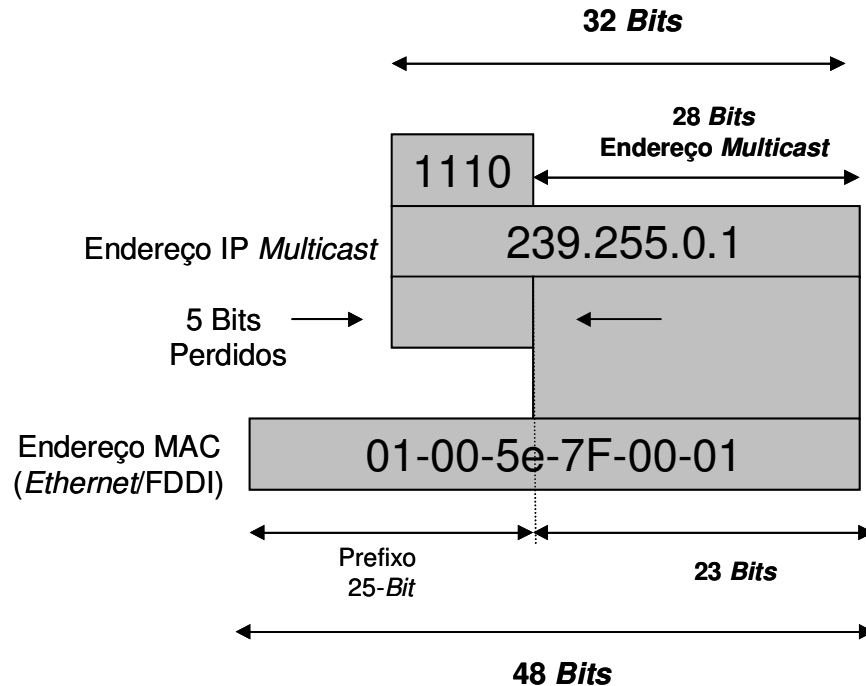 32 Bits
28 Bits
Endereço Multicast
1110
Endereço IP Multicast
239.255.0.1
5 Bits
Perdidos
Endereço MAC
(Ethernet/FDDI)
01-00-5e-7F-00-01
Prefixo
25-Bit
23 Bits
48 Bits